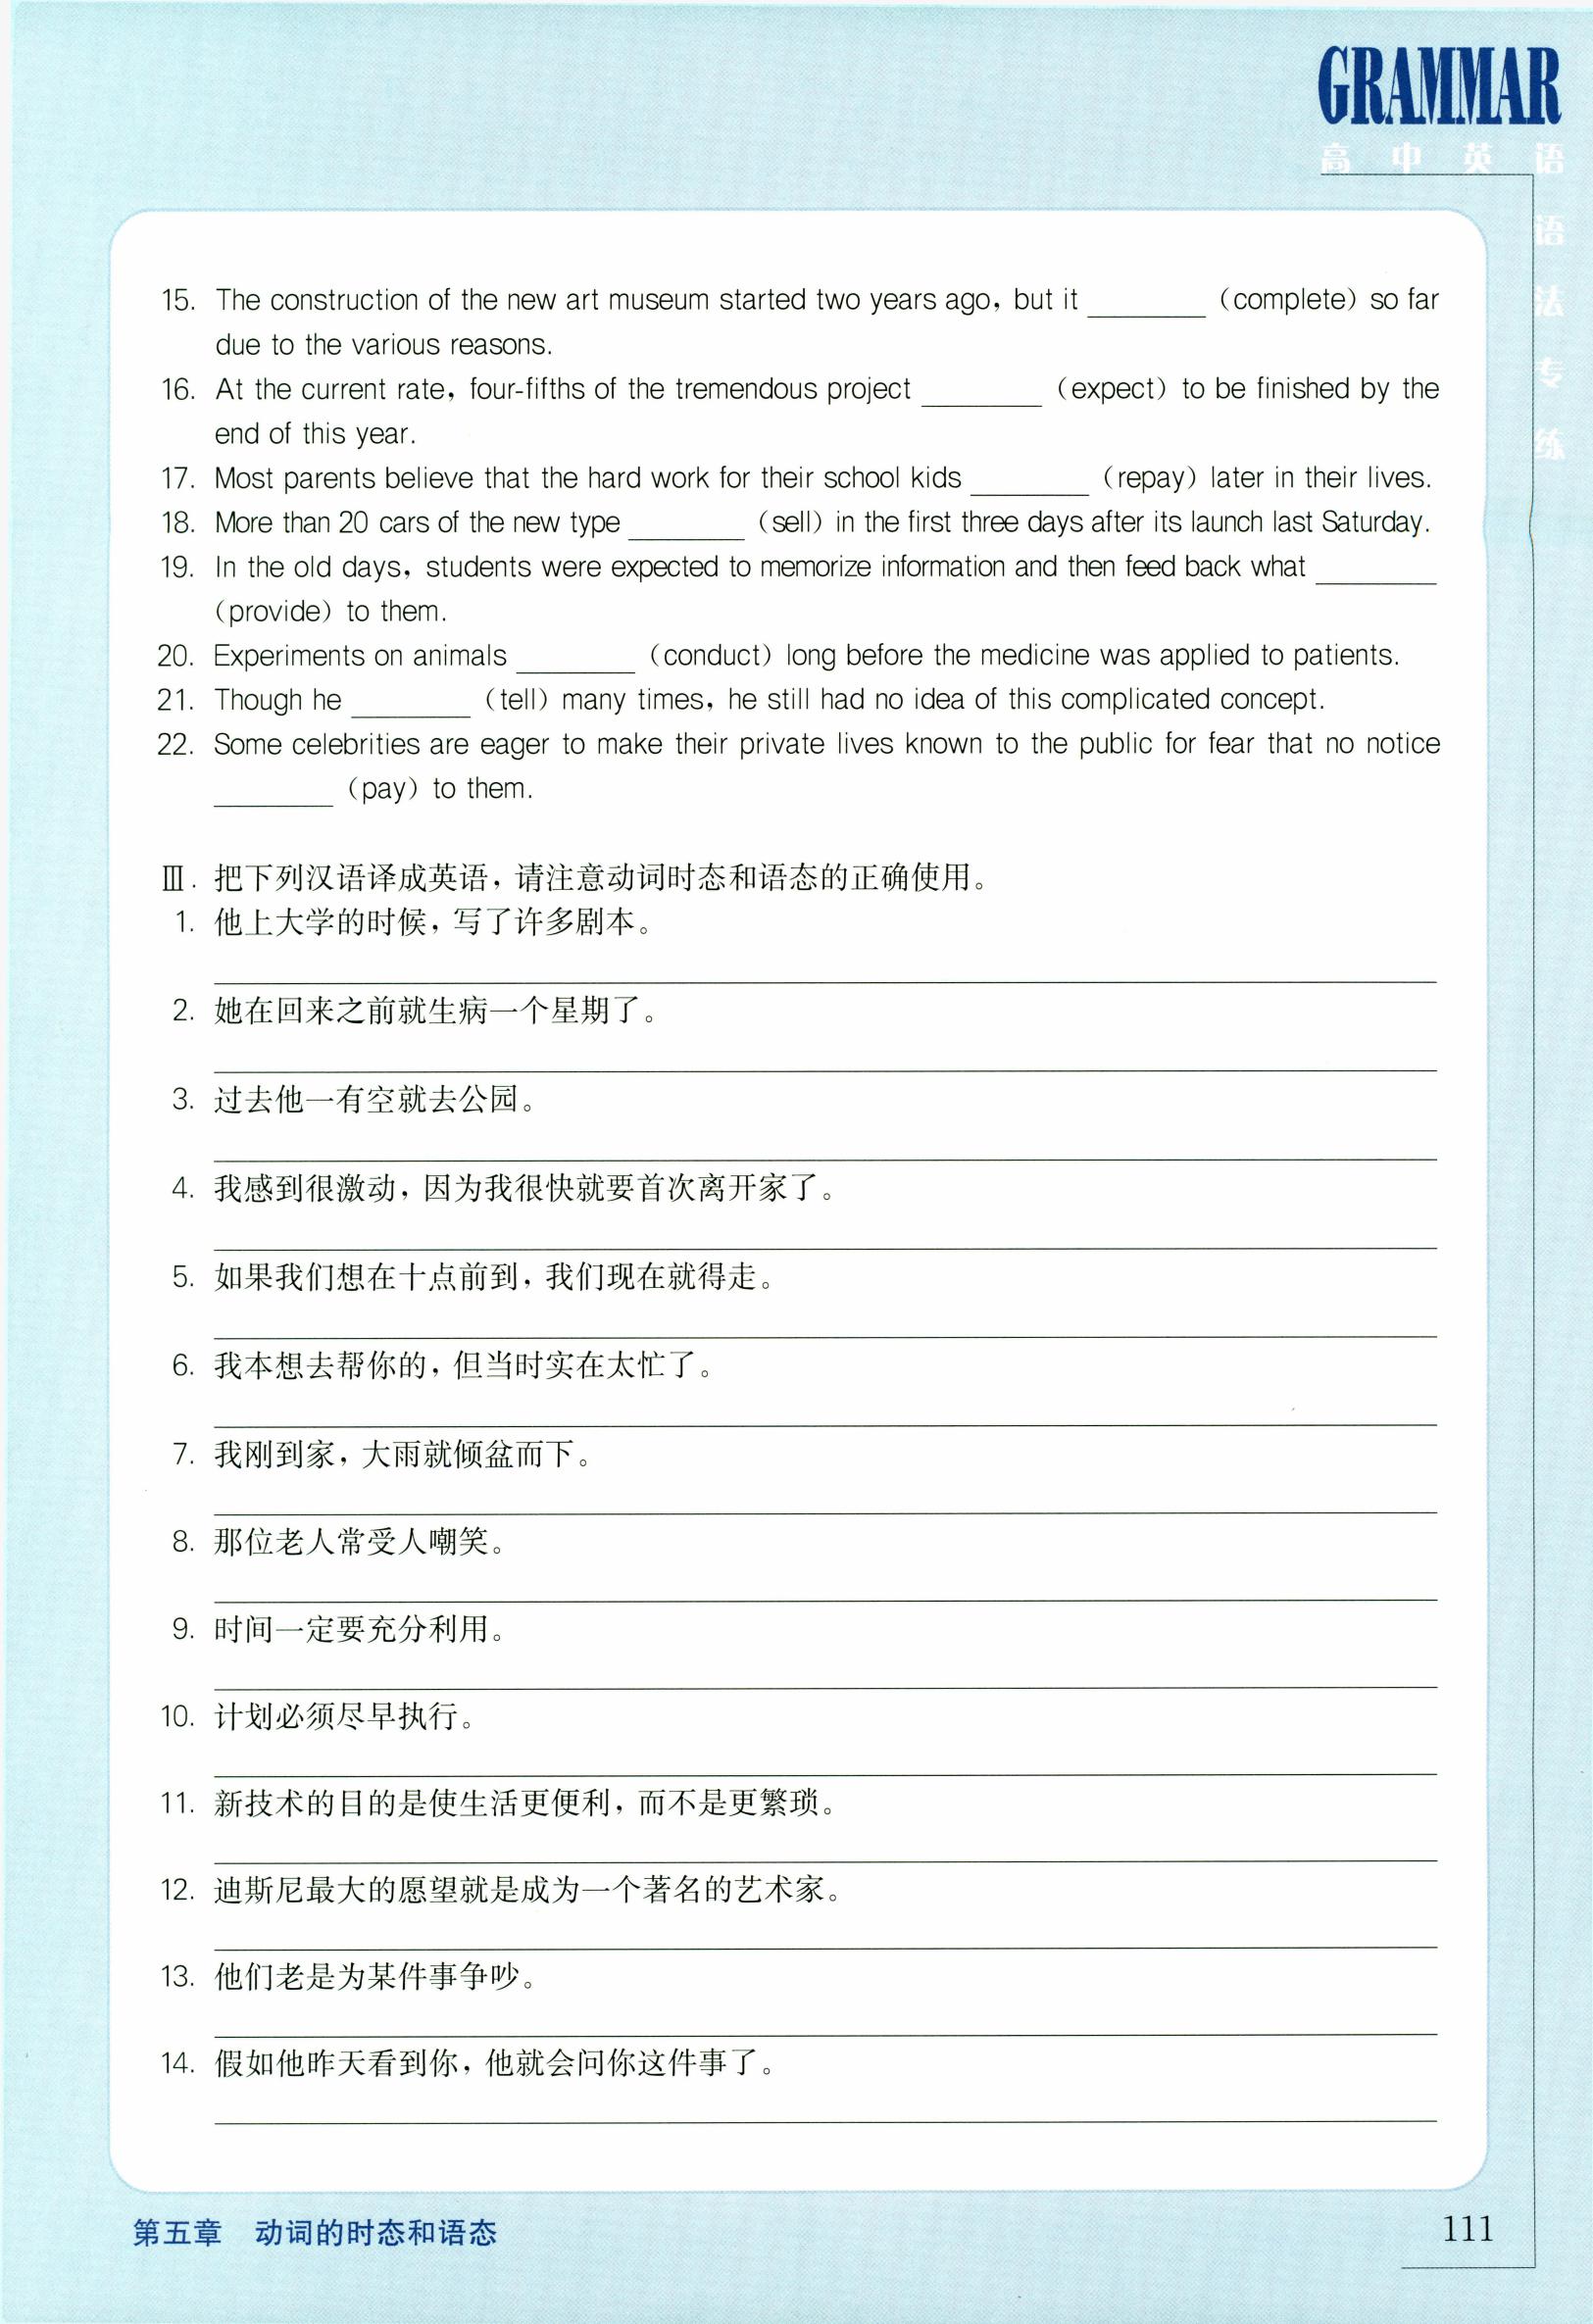 GRAMMAR
高中英语
语
法
专
练
15. The construction of the new art museum started two years ago, but it ________ (complete) so far
due to the various reasons.
16. At the current rate, four-fifths of the tremendous project ________ (expect) to be finished by the
end of this year.
17. Most parents believe that the hard work for their school kids ________ (repay) later in their lives.
18. More than 20 cars of the new type ________ (sell) in the first three days after its launch last Saturday.
19. In the old days, students were expected to memorize information and then feed back what ________
(provide) to them.
20. Experiments on animals ________ (conduct) long before the medicine was applied to patients.
21. Though he ________ (tell) many times, he still had no idea of this complicated concept.
22. Some celebrities are eager to make their private lives known to the public for fear that no notice
________ (pay) to them.
Ⅲ. 把下列汉语译成英语,请注意动词时态和语态的正确使用。
1. 他上大学的时候,写了许多剧本。
2. 她在回来之前就生病一个星期了。
3. 过去他一有空就去公园。
4. 我感到很激动,因为我很快就要首次离开家了。
5. 如果我们想在十点前到,我们现在就得走。
6. 我本想去帮你的,但当时实在太忙了。
7. 我刚到家,大雨就倾盆而下。
8. 那位老人常受人嘲笑。
9. 时间一定要充分利用。
10. 计划必须尽早执行。
11. 新技术的目的是使生活更便利,而不是更繁琐。
12. 迪斯尼最大的愿望就是成为一个著名的艺术家。
13. 他们老是为某件事争吵。
14. 假如他昨天看到你,他就会问你这件事了。
第五章 动词的时态和语态
111